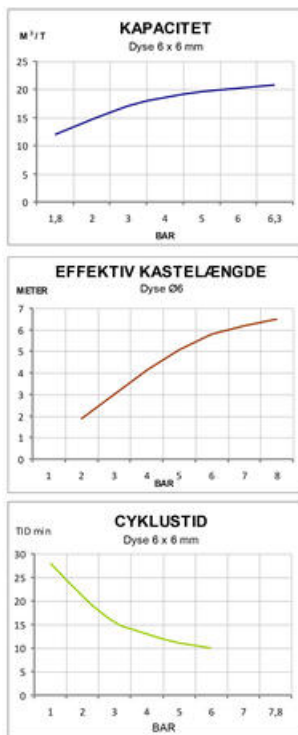 KAPACITET
M³/T
Dyse 6 x 6 mm
25
20
15
10
5
0
1,8 2 3 4 5 6 6,3
BAR
EFFEKTIV KASTELÆNGDE
METER
Dyse Ø6
7
6
5
4
3
2
1
0
1 2 3 4 5 6 7 8
BAR
CYKLUSTID
TID min
Dyse 6 x 6 mm
30
25
20
15
10
5
0
1 2 3 4 5 6 7 7,8
BAR